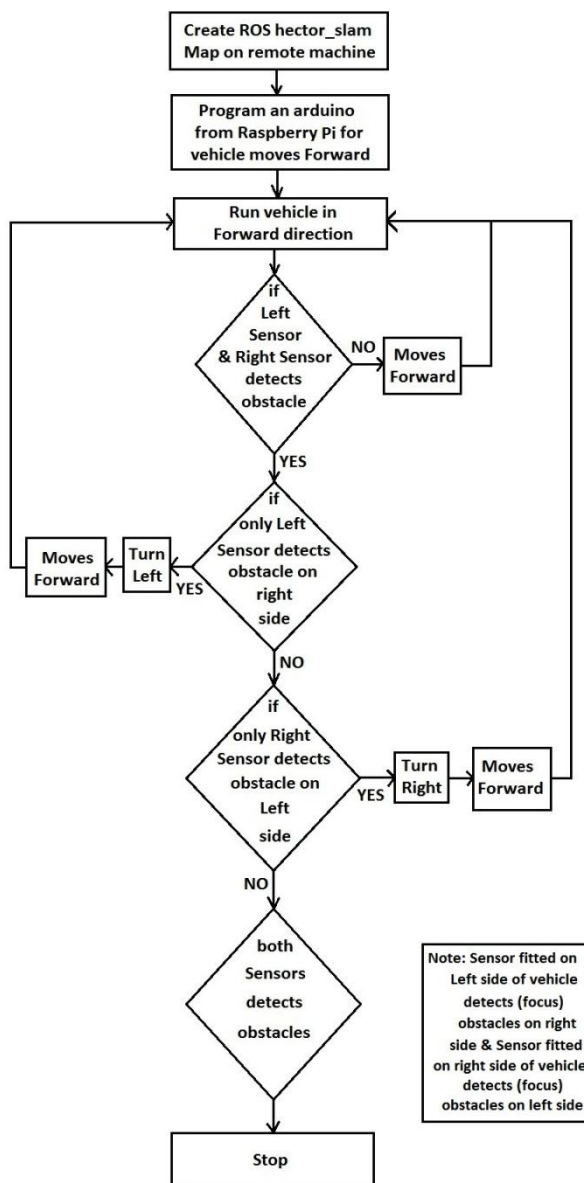 Create ROS hector_slam
Map on remote machine
Program an arduino
from Raspberry Pi for
vehicle moves Forward
Run vehicle in
Forward direction
if
Left
Sensor
& Right Sensor
detects
obstacle
NO
Moves
Forward
YES
if
only Left
Sensor detects
obstacle on
right
side
YES
Turn
Left
Moves
Forward
NO
if
only Right
Sensor detects
obstacle on
Left
side
YES
Turn
Right
Moves
Forward
NO
both
Sensors
detects
obstacles
Stop
Note: Sensor fitted on
Left side of vehicle
detects (focus)
obstacles on right
side & Sensor fitted
on right side of vehicle
detects (focus)
obstacles on left side